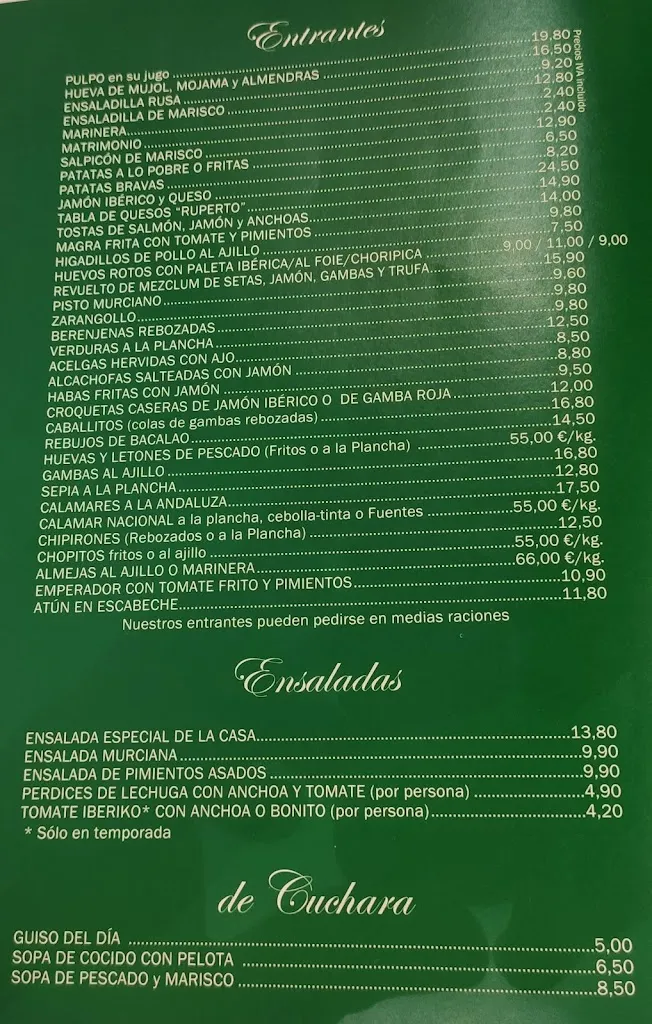 Entrantes
Precios IVA incluido
PULPO en su jugo 19,80
HUEVA DE MUJOL, MOJAMA y ALMENDRAS 16,50
ENSALADILLA RUSA 9,20
ENSALADILLA DE MARISCO 12,80
MARINERA 2,40
MATRIMONIO 2,40
SALPICÓN DE MARISCO 12,90
PATATAS A LO POBRE O FRITAS 6,50
PATATAS BRAVAS 8,20
JAMÓN IBÉRICO y QUESO 24,50
TABLA DE QUESOS "RUPERTO" 14,90
TOSTAS DE SALMÓN, JAMÓN y ANCHOAS 14,00
MAGRA FRITA CON TOMATE Y PIMIENTOS 9,80
HIGADILLOS DE POLLO AL AJILLO 7,50
HUEVOS ROTOS CON PALETA IBÉRICA/AL FOIE/CHORIPICA 9,00 / 11,00 / 9,00
REVUELTO DE MEZCLUM DE SETAS, JAMÓN, GAMBAS Y TRUFA 15,90
PISTO MURCIANO 9,60
ZARANGOLLO 9,80
BERENJENAS REBOZADAS 9,80
VERDURAS A LA PLANCHA 12,50
ACELGAS HERVIDAS CON AJO 8,50
ALCACHOFAS SALTEADAS CON JAMÓN 8,80
HABAS FRITAS CON JAMÓN 9,50
CROQUETAS CASERAS DE JAMÓN IBÉRICO O DE GAMBA ROJA 12,00
CABALLITOS (colas de gambas rebozadas) 16,80
REBUJOS DE BACALAO 14,50
HUEVAS Y LETONES DE PESCADO (Fritos o a la Plancha) 55,00 €/kg.
GAMBAS AL AJILLO 16,80
SEPIA A LA PLANCHA 12,80
CALAMARES A LA ANDALUZA 17,50
CALAMAR NACIONAL a la plancha, cebolla-tinta o Fuentes 55,00 €/kg.
CHIPIRONES (Rebozados o a la Plancha) 12,50
CHOPITOS fritos o al ajillo 55,00 €/kg.
ALMEJAS AL AJILLO O MARINERA 66,00 €/kg.
EMPERADOR CON TOMATE FRITO Y PIMIENTOS 10,90
ATÚN EN ESCABECHE 11,80
Nuestros entrantes pueden pedirse en medias raciones
Ensaladas
ENSALADA ESPECIAL DE LA CASA 13,80
ENSALADA MURCIANA 9,90
ENSALADA DE PIMIENTOS ASADOS 9,90
PERDICES DE LECHUGA CON ANCHOA Y TOMATE (por persona) 4,90
TOMATE IBERIKO* CON ANCHOA O BONITO (por persona) 4,20
* Sólo en temporada
de Cuchara
GUISO DEL DÍA 5,00
SOPA DE COCIDO CON PELOTA 6,50
SOPA DE PESCADO y MARISCO 8,50